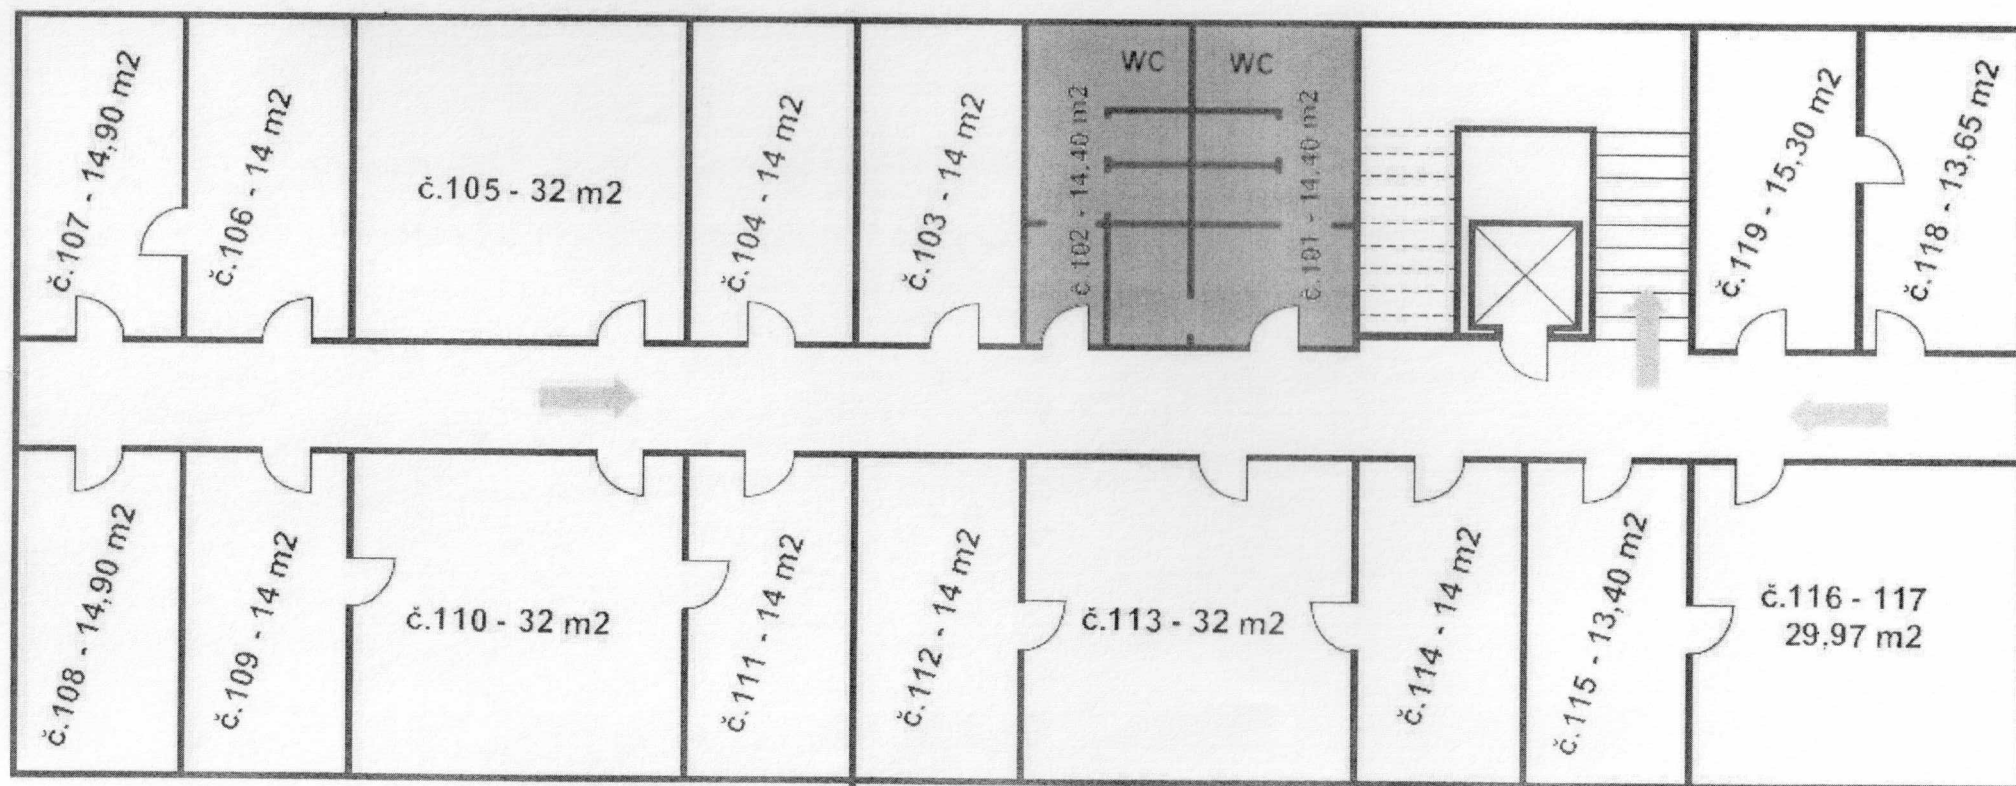 č.107 - 14,90 m2
č.106 - 14 m2
č.105 - 32 m2
č.104 - 14 m2
č.103 - 14 m2
č.102 - 14,40 m2
WC
WC
č.101 - 14,40 m2
č.119 - 15,30 m2
č.118 - 13,65 m2
č.108 - 14,90 m2
č.109 - 14 m2
č.110 - 32 m2
č.111 - 14 m2
č.112 - 14 m2
č.113 - 32 m2
č.114 - 14 m2
č.115 - 13,40 m2
č.116 - 117
29,97 m2